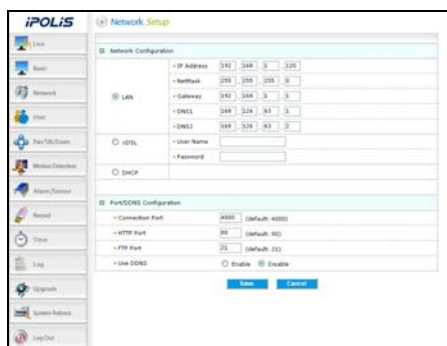 iPOLiS
Network Setup
Live
Basic
Network
User
Pan/Tilt/Zoom
Motion Detection
Alarm/Sensor
Record
Time
Log
Upgrade
System Reboot
Log Out
Network Configuration
LAN
IP Address 192 168 1
NetMask 255 255 255 0
Gateway 192 168 1 1
DNS1 168 126 63 1
DNS2 168 126 63 2
xDSL
User Name
Password
DHCP
Port/DDNS Configuration
Connection Port 4000 (default: 4000)
HTTP Port 80 (default: 80)
FTP Port 21 (default: 21)
Use DDNS Enable Disable
Save Cancel